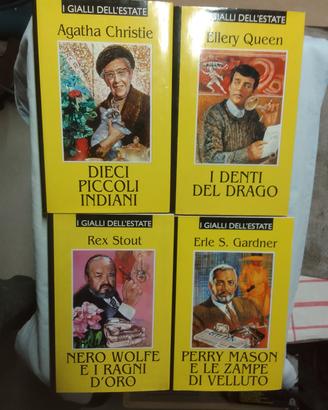 I GIALLI DELL'ESTATE
Agatha Christie
DIECI
PICCOLI
INDIANI
I GIALLI DELL'ESTATE
Ellery Queen
I DENTI
DEL DRAGO
I GIALLI DELL'ESTATE
Rex Stout
NERO WOLFE
E I RAGNI
D'ORO
I GIALLI DELL'ESTATE
Erle S. Gardner
PERRY MASON
E LE ZAMPE
DI VELLUTO